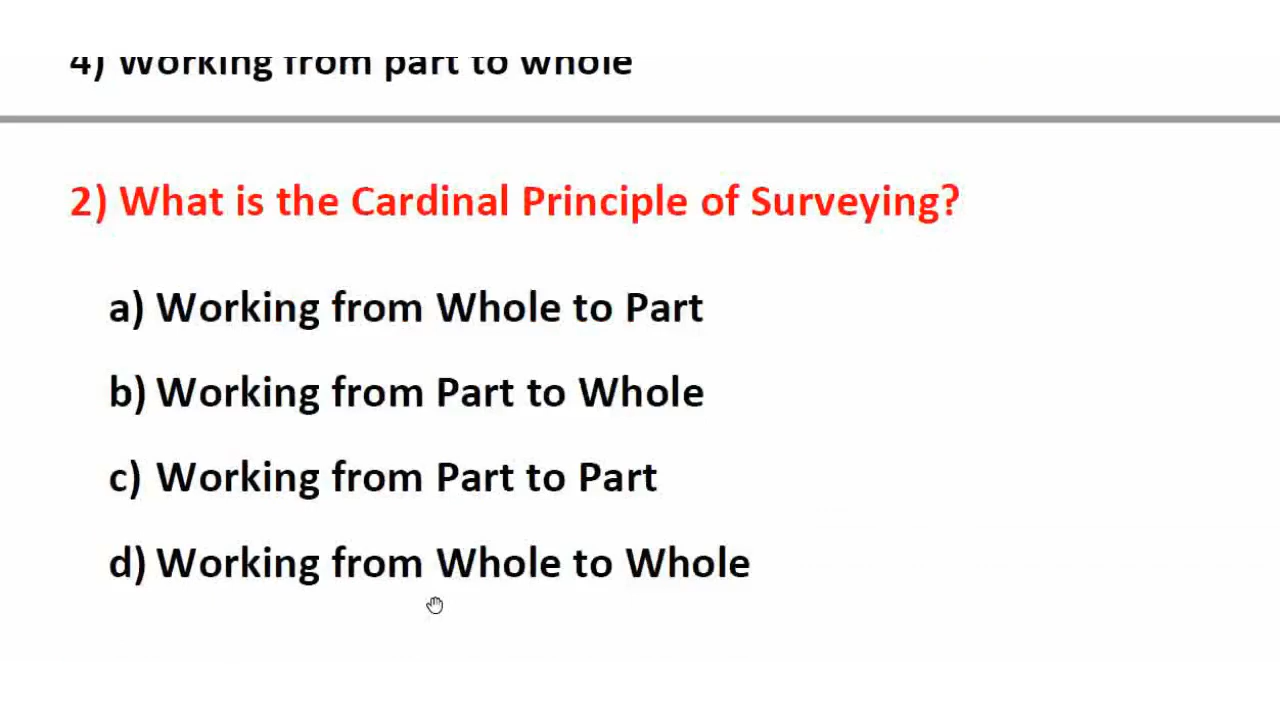 4) Working from part to whole
2) What is the Cardinal Principle of Surveying?
a) Working from Whole to Part
b) Working from Part to Whole
c) Working from Part to Part
d) Working from Whole to Whole